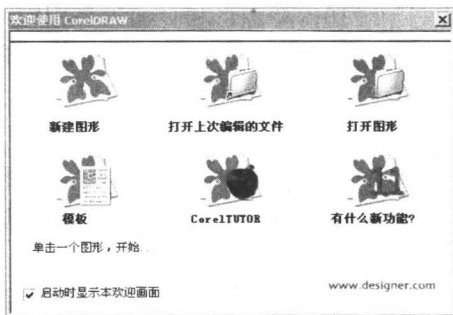 欢迎使用 CorelDRAW
新建图形
打开上次编辑的文件
打开图形
模板
CorelTUTOR
有什么新功能?
单击一个图形，开始...
启动时显示本欢迎画面
www.designer.com